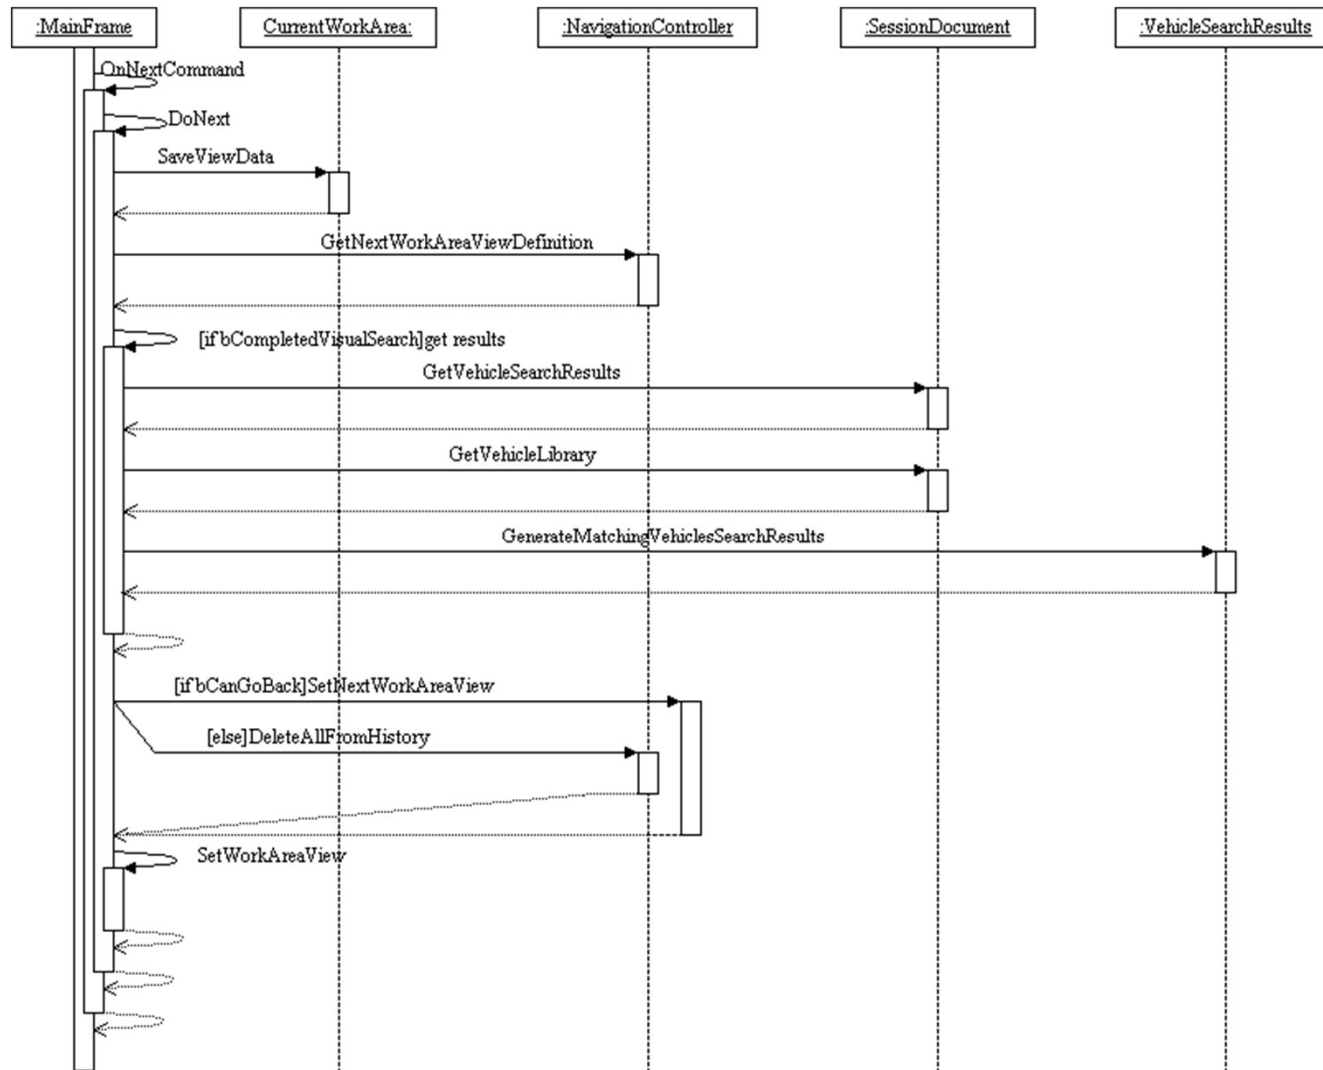 :MainFrame
CurrentWorkArea:
:NavigationController
:SessionDocument
:VehicleSearchResults
OnNextCommand
DoNext
SaveViewData
GetNextWorkAreaViewDefinition
[if bCompletedVisualSearch]get results
GetVehicleSearchResults
GetVehicleLibrary
GenerateMatchingVehiclesSearchResults
[if bCanGoBack]SetNextWorkAreaView
[else]DeleteAllFromHistory
SetWorkAreaView